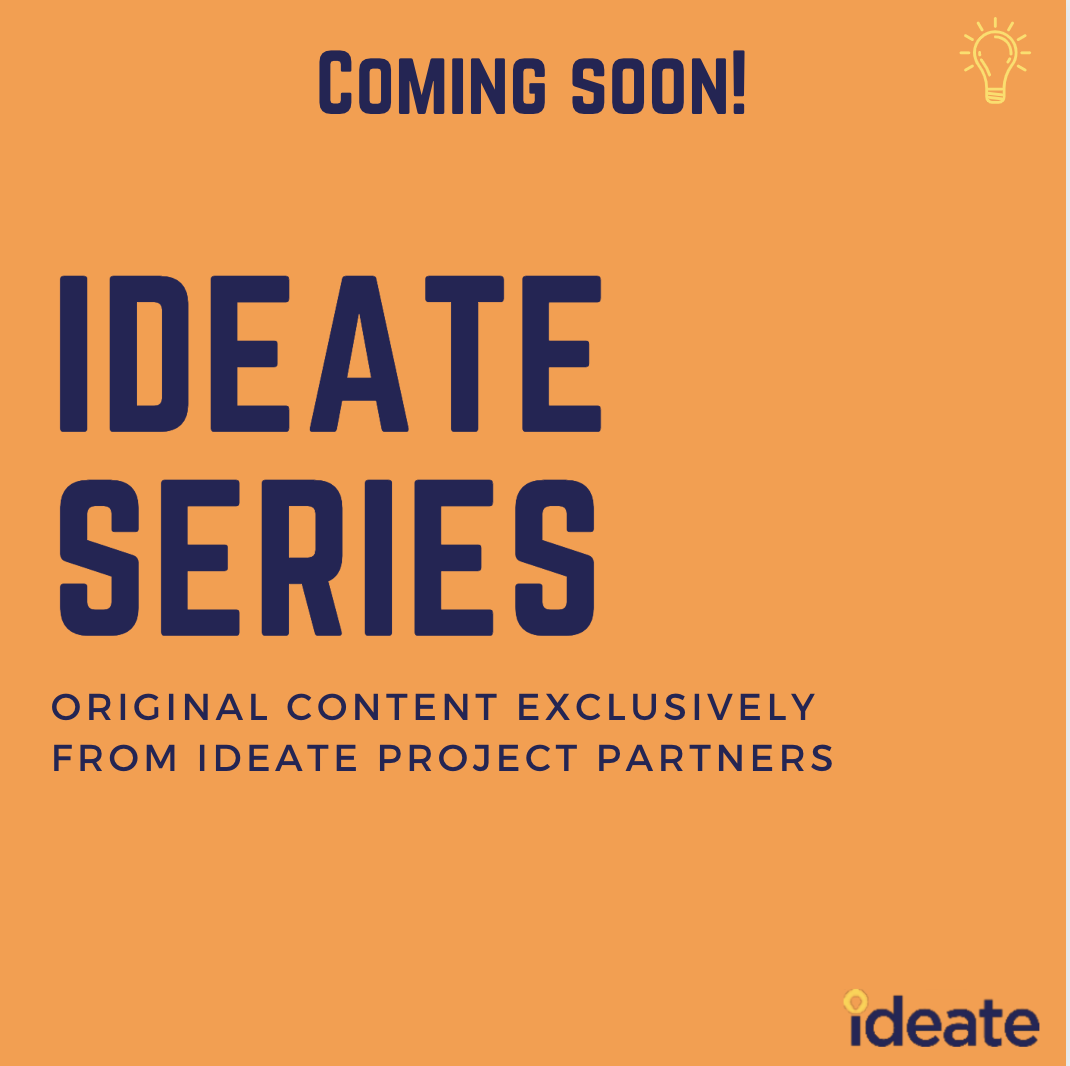 Coming soon!
IDEATE
SERIES
ORIGINAL CONTENT EXCLUSIVELY
FROM IDEATE PROJECT PARTNERS
ideate